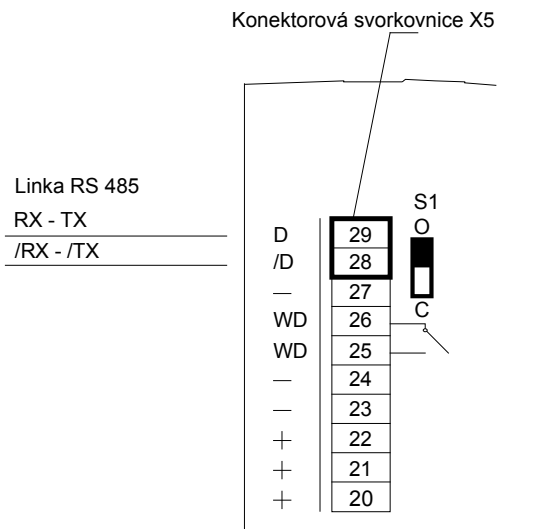 Konektorová svorkovnice X5
Linka RS 485
RX - TX
/RX - /TX
S1
O
C
D 29
/D 28
— 27
WD 26
WD 25
— 24
— 23
+ 22
+ 21
+ 20